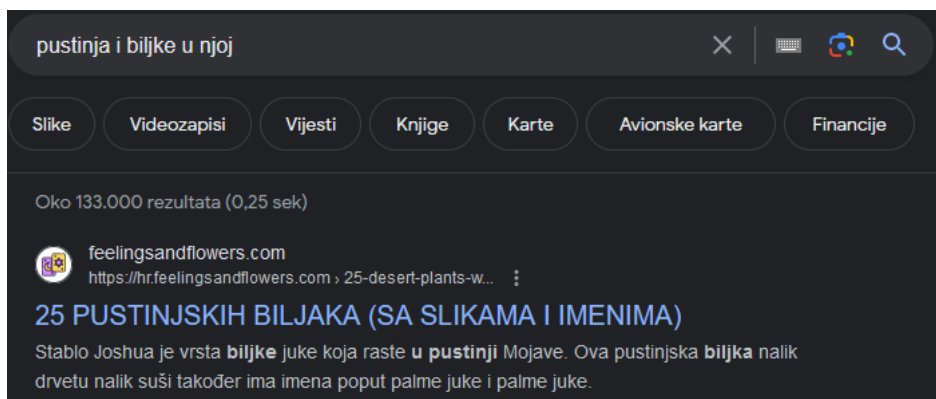 pustinja i biljke u njoj
Slike Videozapisi Vijesti Knjige Karte Avionske karte Financije
Oko 133.000 rezultata (0,25 sek)
feelingsandflowers.com
https://hr.feelingsandflowers.com › 25-desert-plants-w...
25 PUSTINJSKIH BILJAKA (SA SLIKAMA I IMENIMA)
Stablo Joshua je vrsta biljke juke koja raste u pustinji Mojave. Ova pustinjska biljka nalik
drvetu nalik suši također ima imena poput palme juke i palme juke.